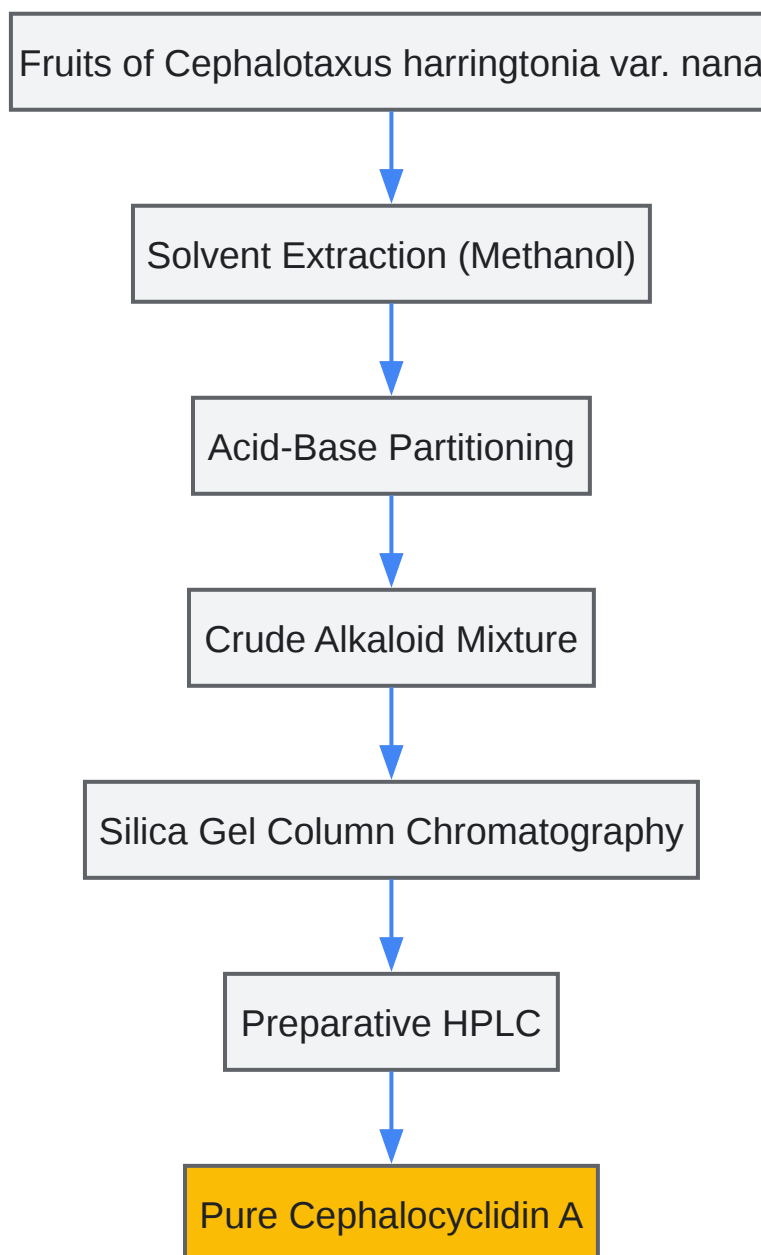 Fruits of Cephalotaxus harringtonia var. nana
Solvent Extraction (Methanol)
Acid-Base Partitioning
Crude Alkaloid Mixture
Silica Gel Column Chromatography
Preparative HPLC
Pure Cephalocyclidin A